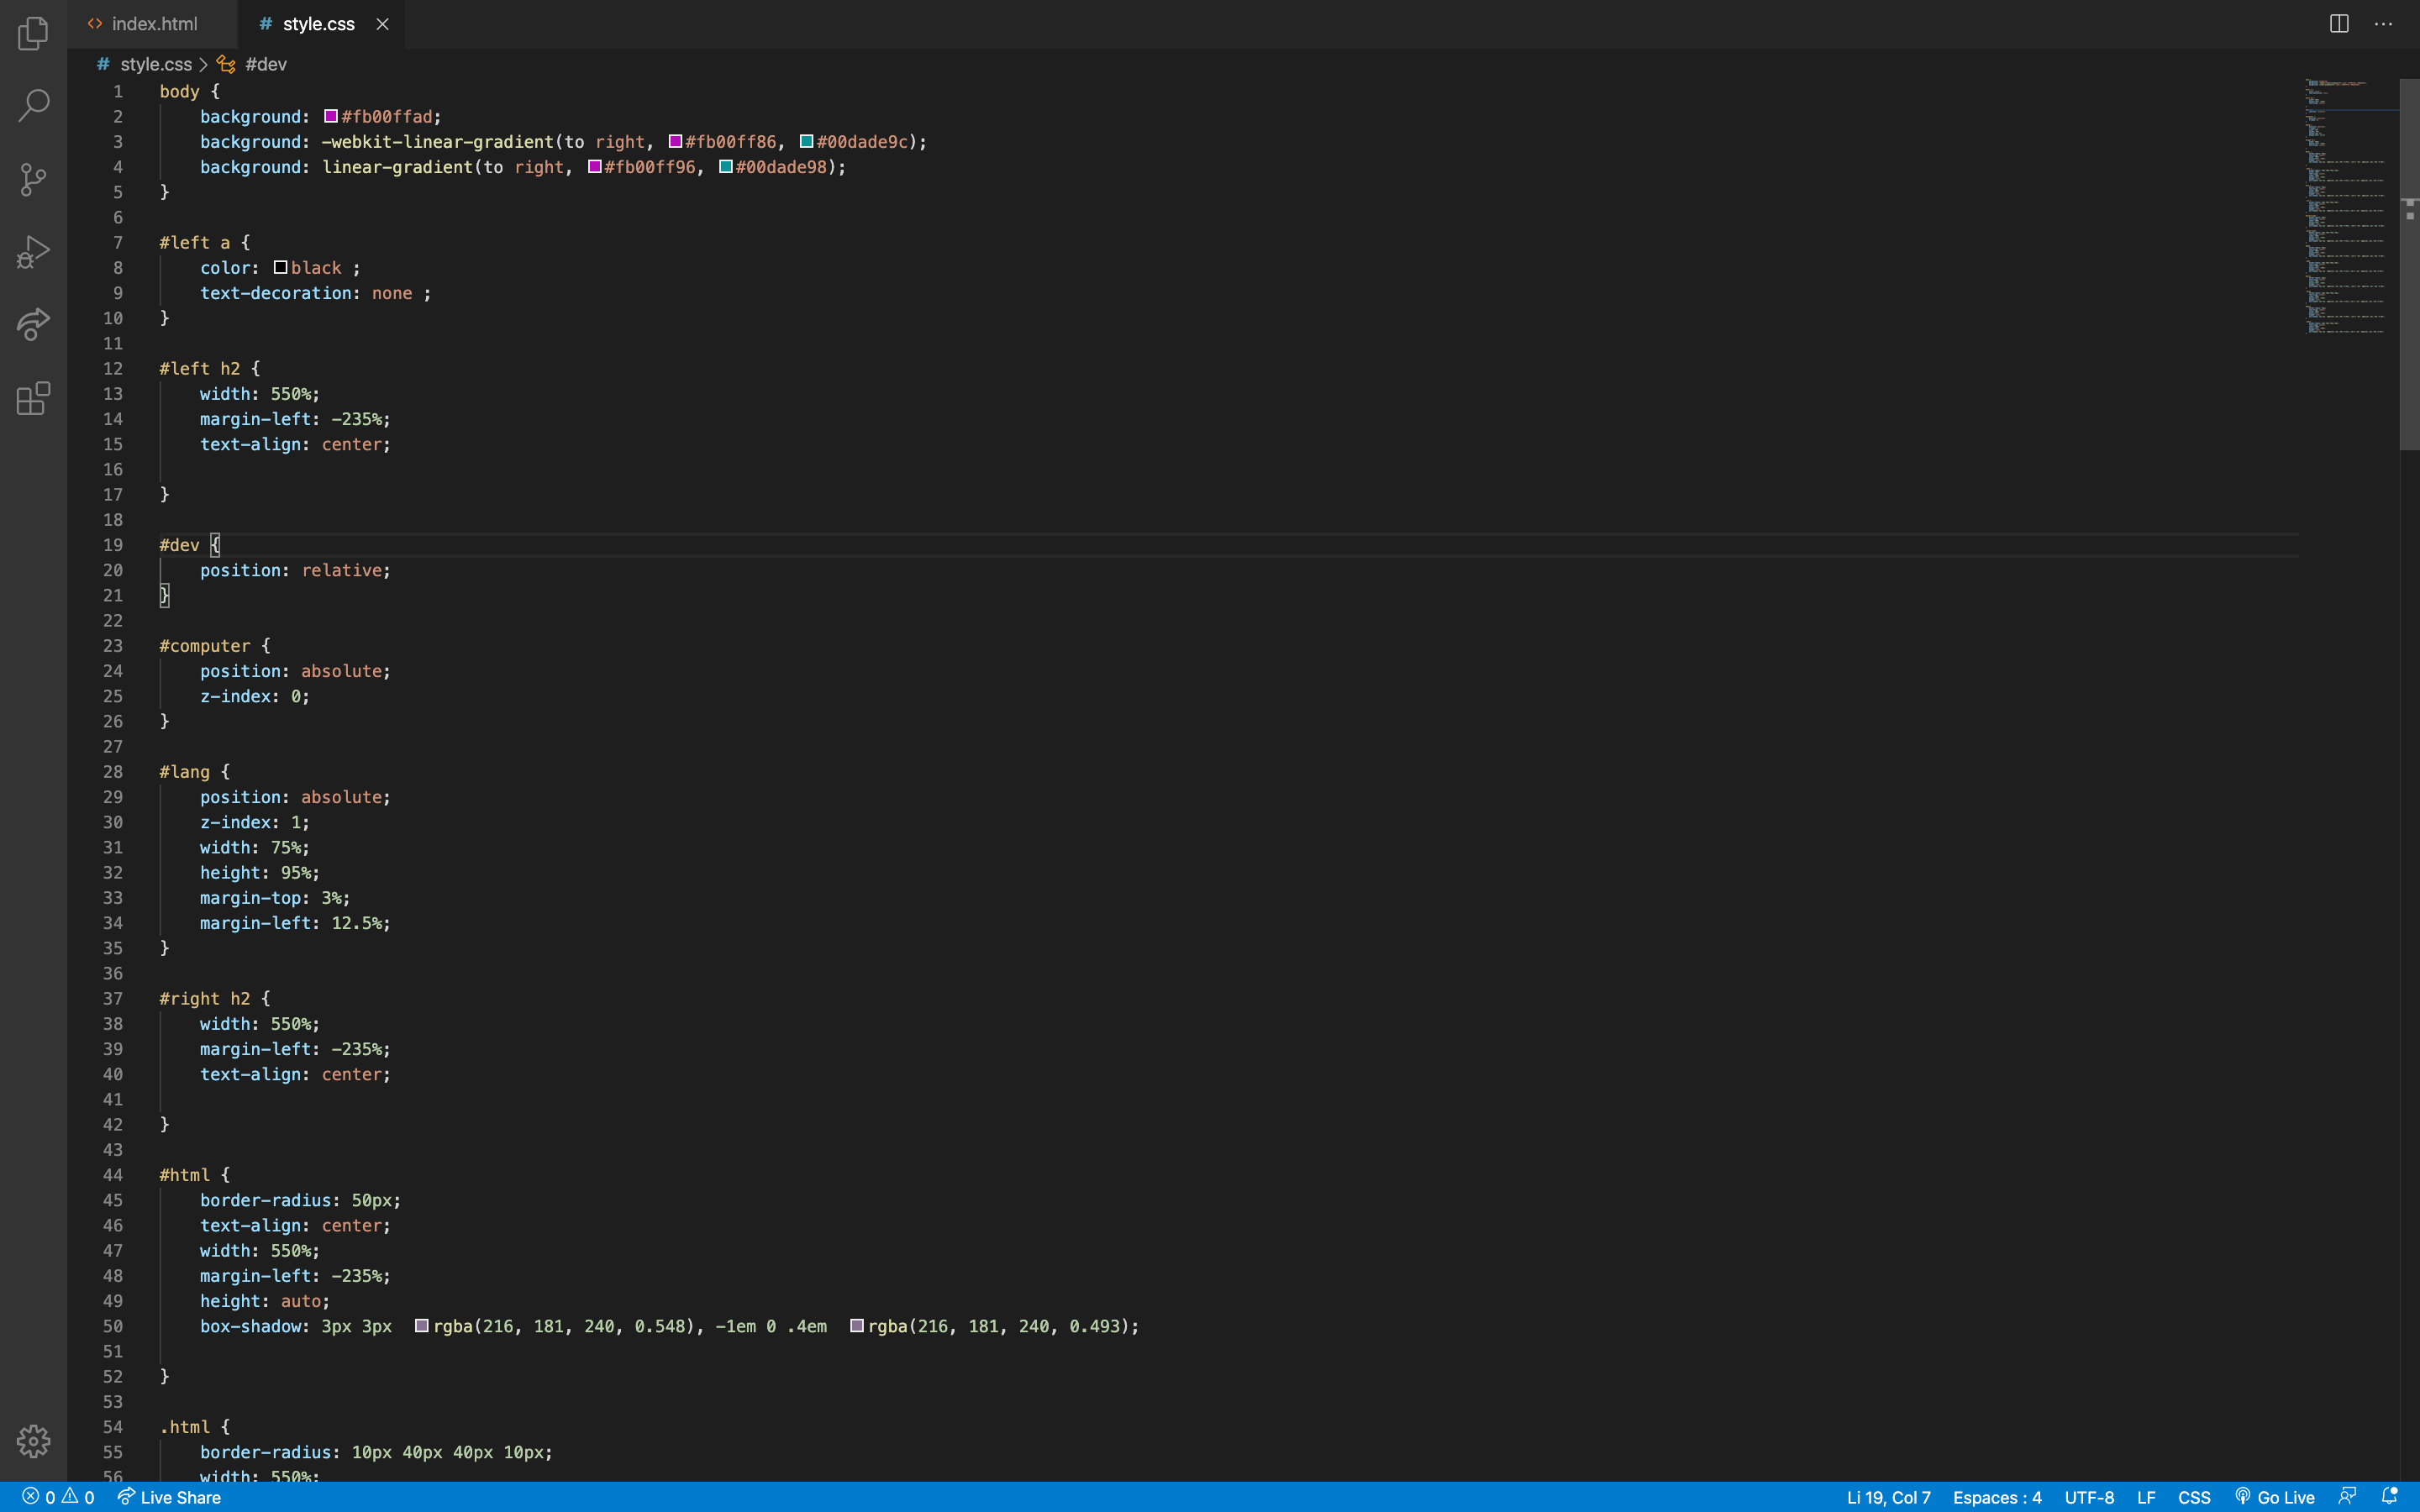 index.html
# style.css
# style.css > #dev
1 body {
2     background: #fb00ffad;
3     background: -webkit-linear-gradient(to right, #fb00ff86, #00dade9c);
4     background: linear-gradient(to right, #fb00ff96, #00dade98);
5 }
6
7 #left a {
8     color: black ;
9     text-decoration: none ;
10 }
11
12 #left h2 {
13     width: 550%;
14     margin-left: -235%;
15     text-align: center;
16
17 }
18
19 #dev {
20     position: relative;
21 }
22
23 #computer {
24     position: absolute;
25     z-index: 0;
26 }
27
28 #lang {
29     position: absolute;
30     z-index: 1;
31     width: 75%;
32     height: 95%;
33     margin-top: 3%;
34     margin-left: 12.5%;
35 }
36
37 #right h2 {
38     width: 550%;
39     margin-left: -235%;
40     text-align: center;
41
42 }
43
44 #html {
45     border-radius: 50px;
46     text-align: center;
47     width: 550%;
48     margin-left: -235%;
49     height: auto;
50     box-shadow: 3px 3px  rgba(216, 181, 240, 0.548), -1em 0 .4em  rgba(216, 181, 240, 0.493);
51
52 }
53
54 .html {
55     border-radius: 10px 40px 40px 10px;
56     width: 550%;
0 0 Live Share
Li 19, Col 7 Espaces : 4 UTF-8 LF CSS Go Live